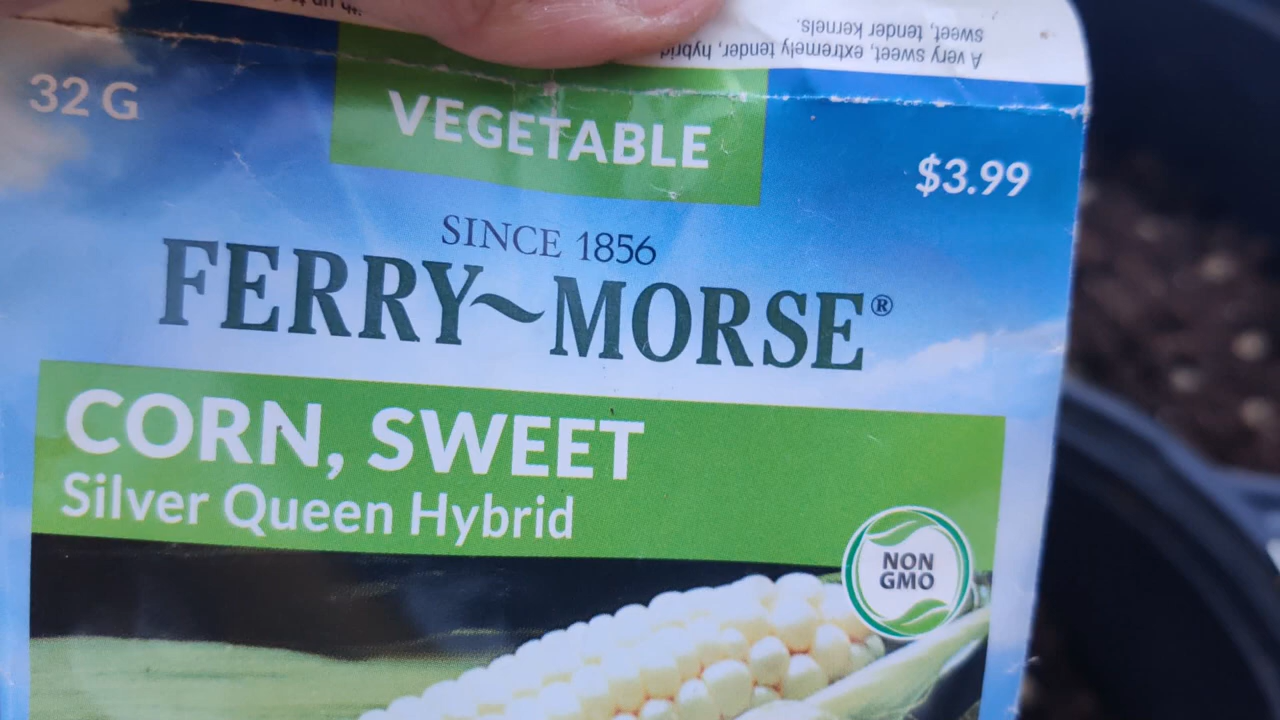 sweet, tender kernels.
A very sweet, extremely tender, hybrid
32 G
VEGETABLE
$3.99
SINCE 1856
FERRY~MORSE®
CORN, SWEET
Silver Queen Hybrid
NON
GMO